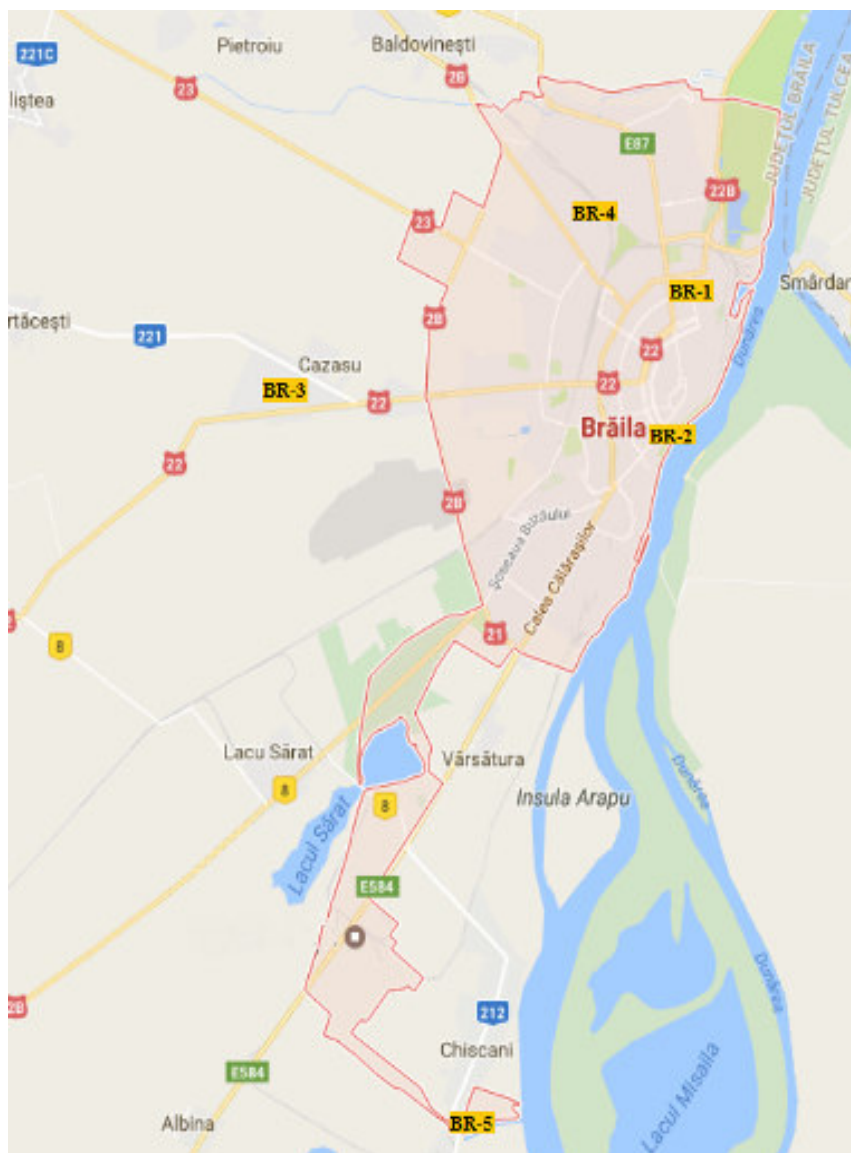 Pietroiu
Baldovinești
221C
2B
liștea
23
JUDEȚUL BRĂILA
JUDEȚUL TULCEA
E87
22B
BR-4
23
Smârdan
BR-1
2B
rtăcești
221
Dunărea
22
Cazasu
BR-3
22
22
Brăila
BR-2
22
2B
Șoseaua Buzăului
Calea Călărașilor
21
8
Lacu Sărat
Vărsătura
8
8
Insula Arapu
Dunărea
Lacul Sărat
E584
Dunărea
2B
212
Chiscani
E584
Lacul Misaila
Albina
BR-5